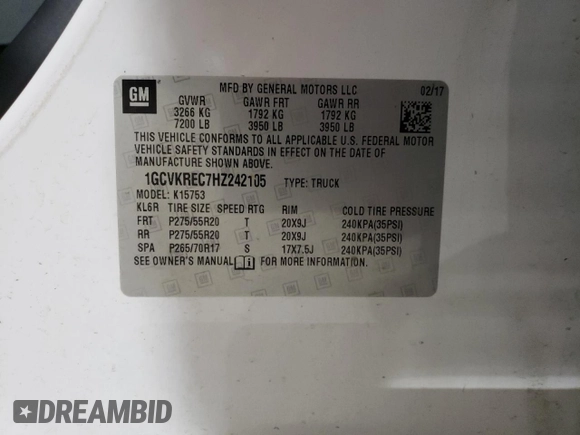 GM
MFD BY GENERAL MOTORS LLC 02/17
GVWR GAWR FRT GAWR RR
3266 KG 1792 KG 1792 KG
7200 LB 3950 LB 3950 LB
THIS VEHICLE CONFORMS TO ALL APPLICABLE U.S. FEDERAL MOTOR
VEHICLE SAFETY STANDARDS IN EFFECT ON THE DATE OF
MANUFACTURE SHOWN ABOVE.
1GCVKREC7HZ242105 TYPE: TRUCK
MODEL: K15753
KL6R TIRE SIZE SPEED RTG RIM COLD TIRE PRESSURE
FRT P275/55R20 T 20X9J 240KPA(35PSI)
RR P275/55R20 T 20X9J 240KPA(35PSI)
SPA P265/70R17 S 17X7.5J 240KPA(35PSI)
SEE OWNER'S MANUAL i FOR MORE INFORMATION.
#DREAMBID